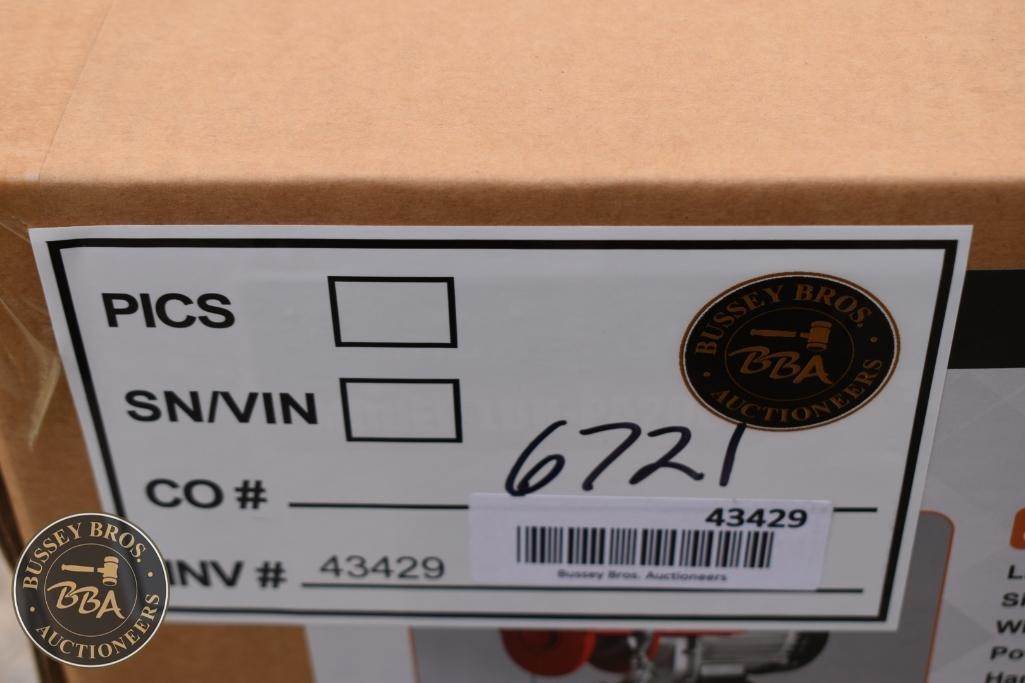 PICS
BUSSEY BROS.
BBA
AUCTIONEERS
SN/VIN
CO # 6721
43429
INV # 43429
Bussey Bros. Auctioneers
BUSSEY BROS.
BBA
AUCTIONEERS